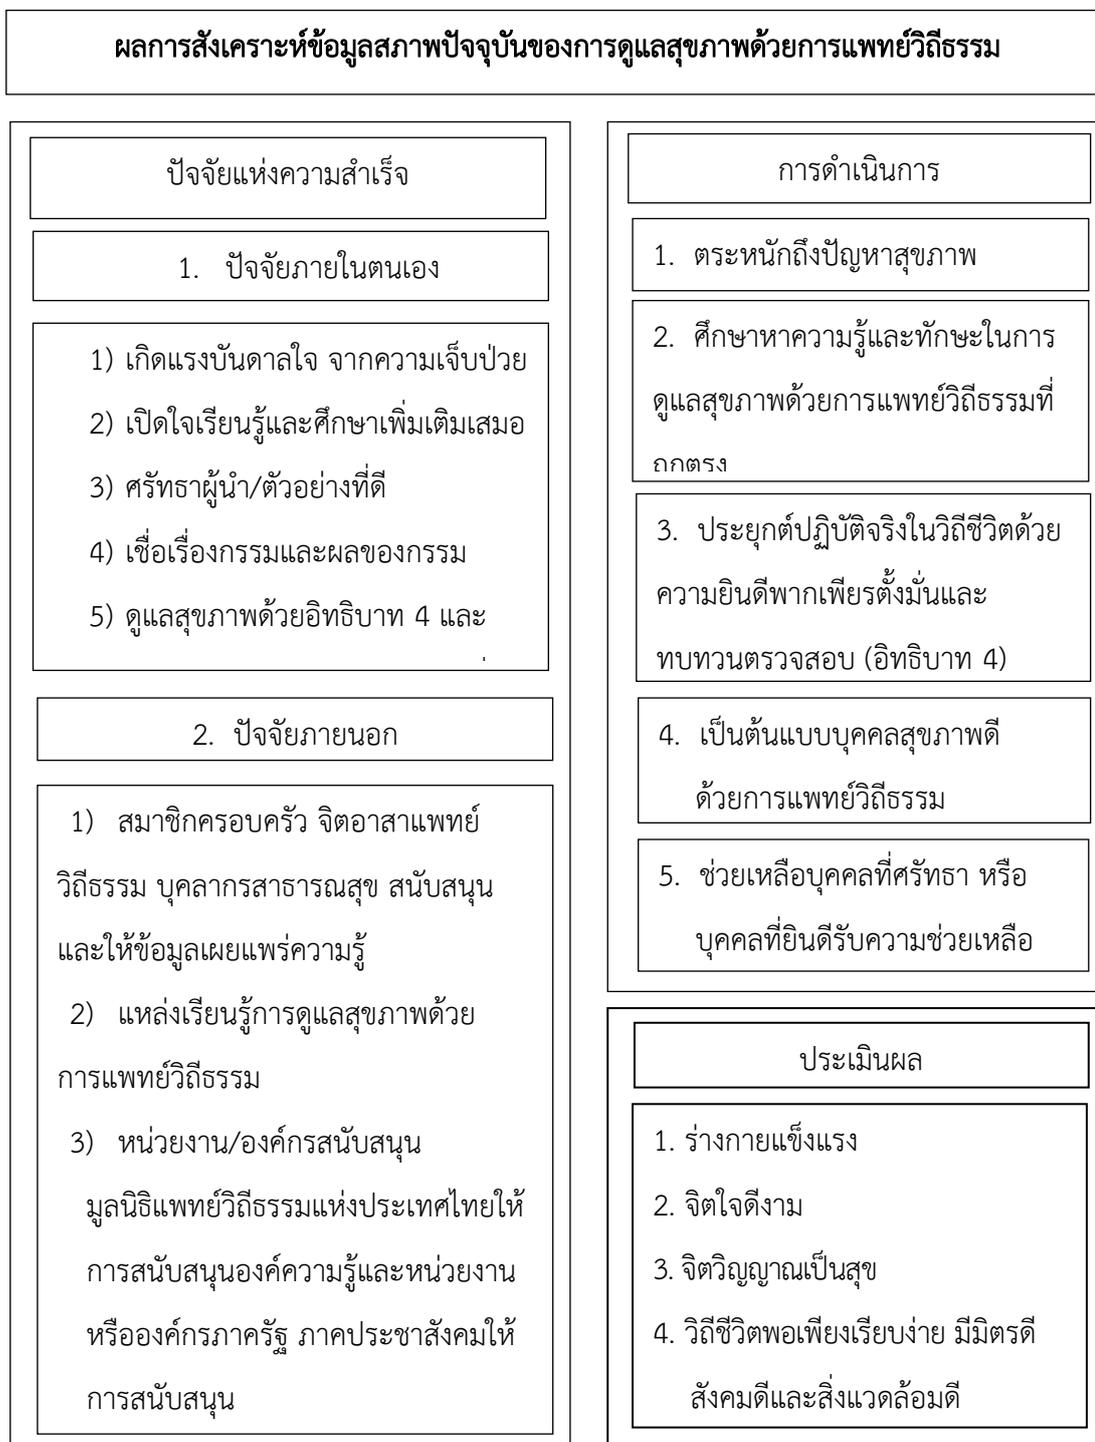 ผลการสังเคราะห์ข้อมูลสภาพปัจจุบันของการดูแลสุขภาพด้วยการแพทย์วิถีธรรม
ปัจจัยแห่งความสำเร็จ
1. ปัจจัยภายในตนเอง
1) เกิดแรงบันดาลใจ จากความเจ็บป่วย
2) เปิดใจเรียนรู้และศึกษาเพิ่มเติมเสมอ
3) ศรัทธาผู้นำ/ตัวอย่างที่ดี
4) เชื่อเรื่องกรรมและผลของกรรม
5) ดูแลสุขภาพด้วยอิทธิบาท 4 และ
2. ปัจจัยภายนอก
1) สมาชิกครอบครัว จิตอาสาแพทย์
วิถีธรรม บุคลากรสาธารณสุข สนับสนุน
และให้ข้อมูลเผยแพร่ความรู้
2) แหล่งเรียนรู้การดูแลสุขภาพด้วย
การแพทย์วิถีธรรม
3) หน่วยงาน/องค์กรสนับสนุน
มูลนิธิแพทย์วิถีธรรมแห่งประเทศไทยให้
การสนับสนุนองค์ความรู้และหน่วยงาน
หรือองค์กรภาครัฐ ภาคประชาสังคมให้
การสนับสนุน
การดำเนินการ
1. ตระหนักถึงปัญหาสุขภาพ
2. ศึกษาหาความรู้และทักษะในการ
ดูแลสุขภาพด้วยการแพทย์วิถีธรรมที่
ถูกตรง
3. ประยุกต์ปฏิบัติจริงในวิถีชีวิตด้วย
ความยินดีพากเพียรตั้งมั่นและ
ทบทวนตรวจสอบ (อิทธิบาท 4)
4. เป็นต้นแบบบุคคลสุขภาพดี
ด้วยการแพทย์วิถีธรรม
5. ช่วยเหลือบุคคลที่ศรัทธา หรือ
บุคคลที่ยินดีรับความช่วยเหลือ
ประเมินผล
1. ร่างกายแข็งแรง
2. จิตใจดีงาม
3. จิตวิญญาณเป็นสุข
4. วิถีชีวิตพอเพียงเรียบง่าย มีมิตรดี
สังคมดีและสิ่งแวดล้อมดี